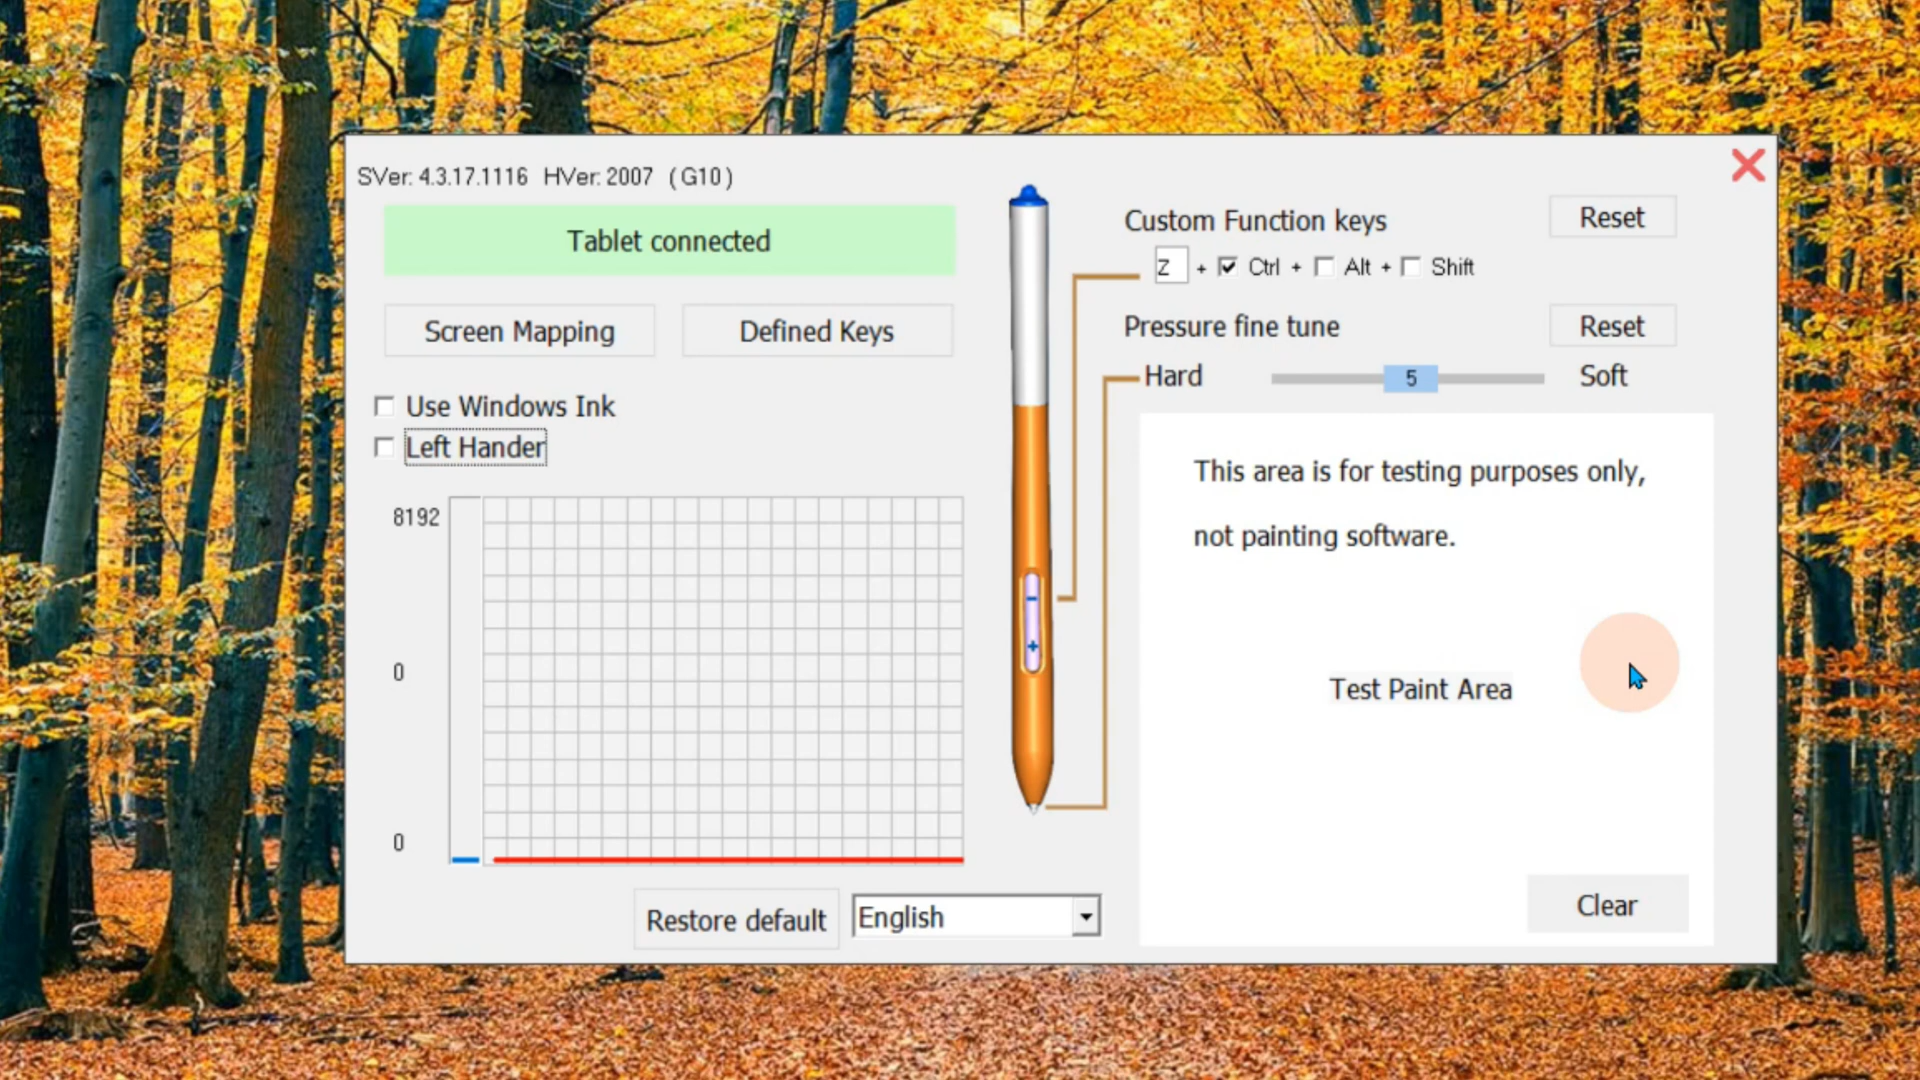 SVer: 4.3.17.1116 HVer: 2007 (G10)
Tablet connected
Screen Mapping
Defined Keys
Use Windows Ink
Left Hander
8192
0
0
Restore default
English
Custom Function keys
Reset
Z + Ctrl + Alt + Shift
Pressure fine tune
Reset
Hard
5
Soft
This area is for testing purposes only,
not painting software.
Test Paint Area
Clear